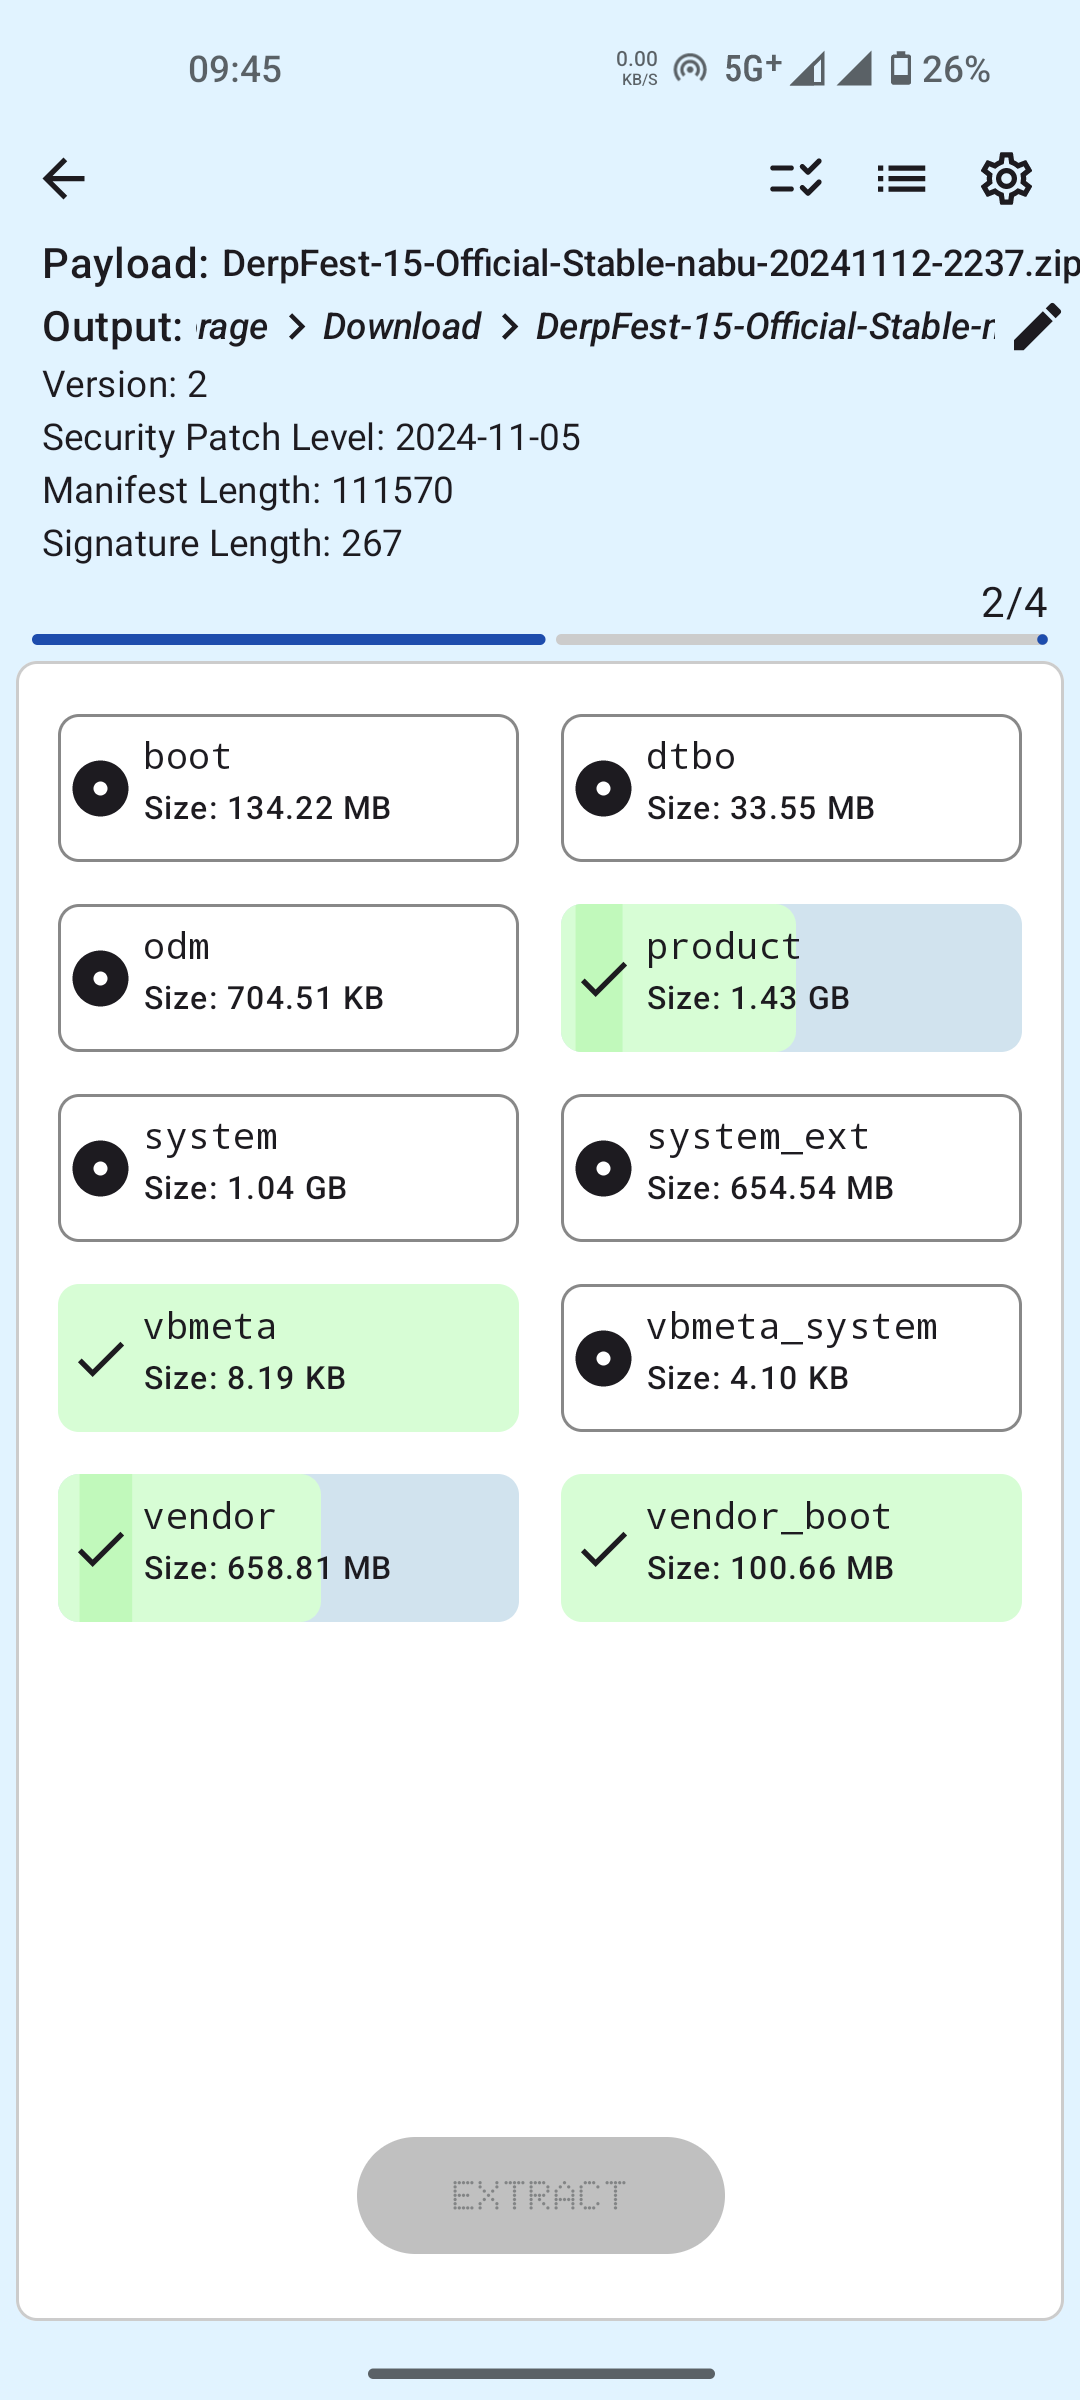 09:45 0.00 KB/S 5G+ 26%
Payload: DerpFest-15-Official-Stable-nabu-20241112-2237.zip
Output: rage > Download > DerpFest-15-Official-Stable-
Version: 2
Security Patch Level: 2024-11-05
Manifest Length: 111570
Signature Length: 267
2/4
boot
Size: 134.22 MB
dtbo
Size: 33.55 MB
odm
Size: 704.51 KB
product
Size: 1.43 GB
system
Size: 1.04 GB
system_ext
Size: 654.54 MB
vbmeta
Size: 8.19 KB
vbmeta_system
Size: 4.10 KB
vendor
Size: 658.81 MB
vendor_boot
Size: 100.66 MB
EXTRACT